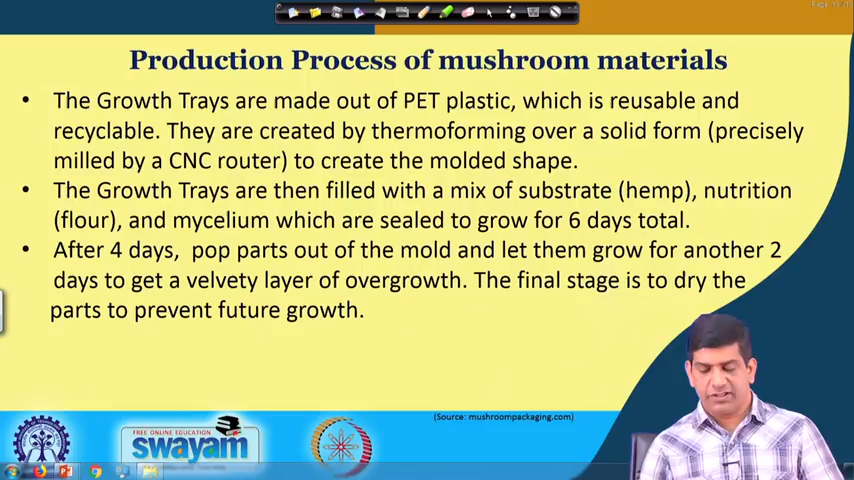 Production Process of mushroom materials
• The Growth Trays are made out of PET plastic, which is reusable and
recyclable. They are created by thermoforming over a solid form (precisely
milled by a CNC router) to create the molded shape.
• The Growth Trays are then filled with a mix of substrate (hemp), nutrition
(flour), and mycelium which are sealed to grow for 6 days total.
• After 4 days, pop parts out of the mold and let them grow for another 2
days to get a velvety layer of overgrowth. The final stage is to dry the
parts to prevent future growth.
(Source: mushroompackaging.com)
FREE ONLINE EDUCATION
swayam